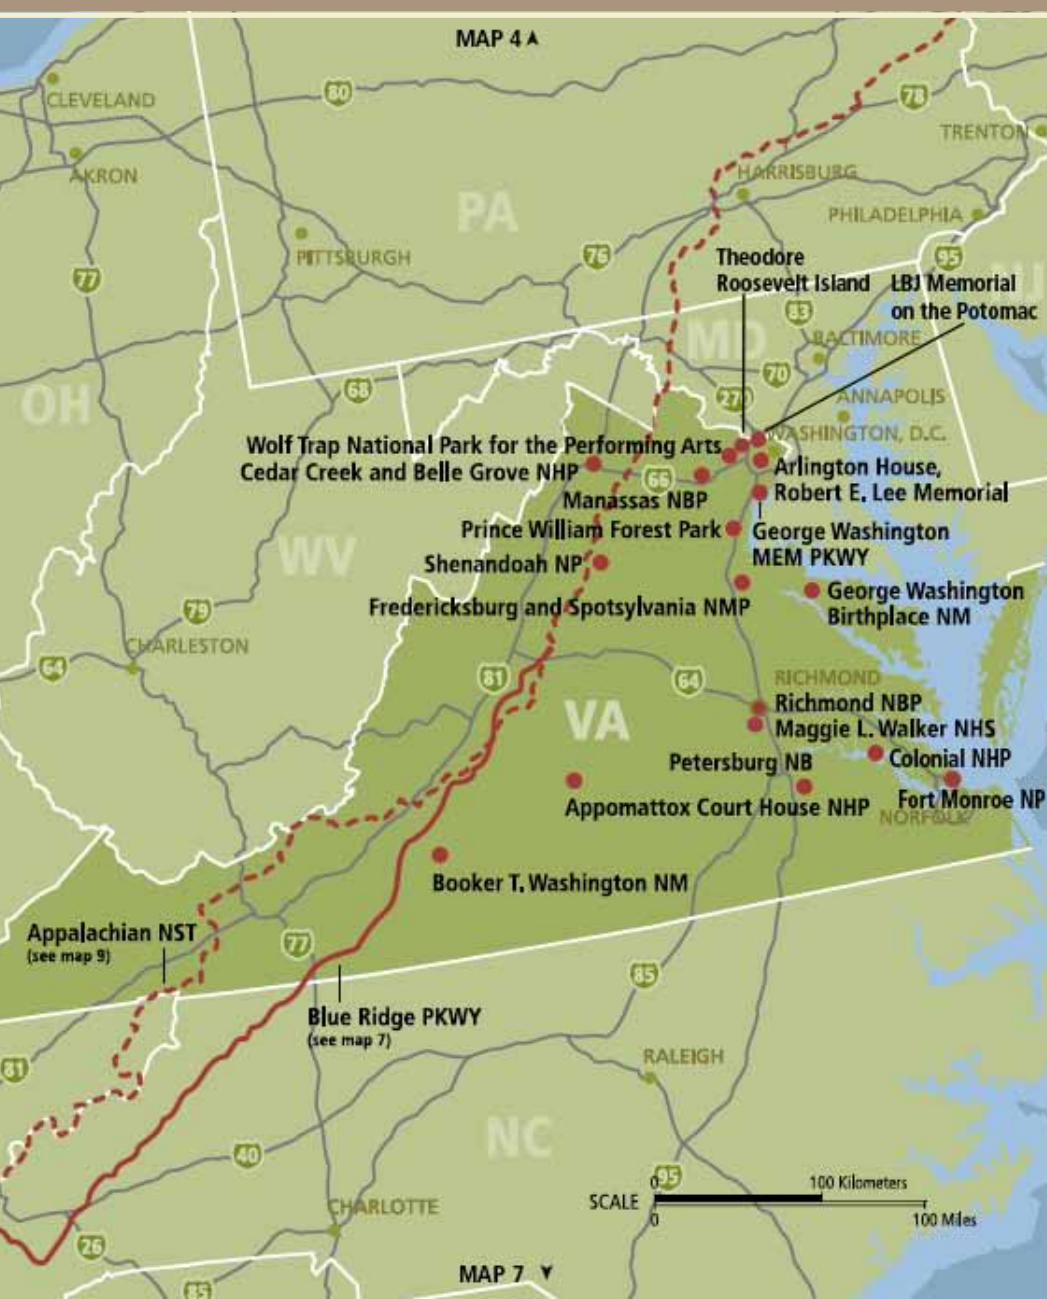 MAP 4
80
CLEVELAND
78
TRENTON
AKRON
HARRISBURG
PA
PHILADELPHIA
PITTSBURGH
76
95
77
Theodore
Roosevelt Island
LBJ Memorial
on the Potomac
NJ
83
MD
BALTIMORE
70
68
270
ANNAPOLIS
OH
WASHINGTON, D.C.
Wolf Trap National Park for the Performing Arts
Cedar Creek and Belle Grove NHP
66
Arlington House,
Robert E. Lee Memorial
Manassas NBP
Prince William Forest Park
George Washington
MEM PKWY
WV
Shenandoah NP
Fredericksburg and Spotsylvania NMP
George Washington
Birthplace NM
79
CHARLESTON
64
81
64
RICHMOND
Richmond NBP
VA
Maggie L. Walker NHS
Petersburg NB
Colonial NHP
Appomattox Court House NHP
Fort Monroe NP
NORFOLK
Booker T. Washington NM
Appalachian NST
(see map 9)
77
85
Blue Ridge PKWY
(see map 7)
81
RALEIGH
NC
40
95
SCALE
0
100 Kilometers
0
100 Miles
CHARLOTTE
26
MAP 7
85